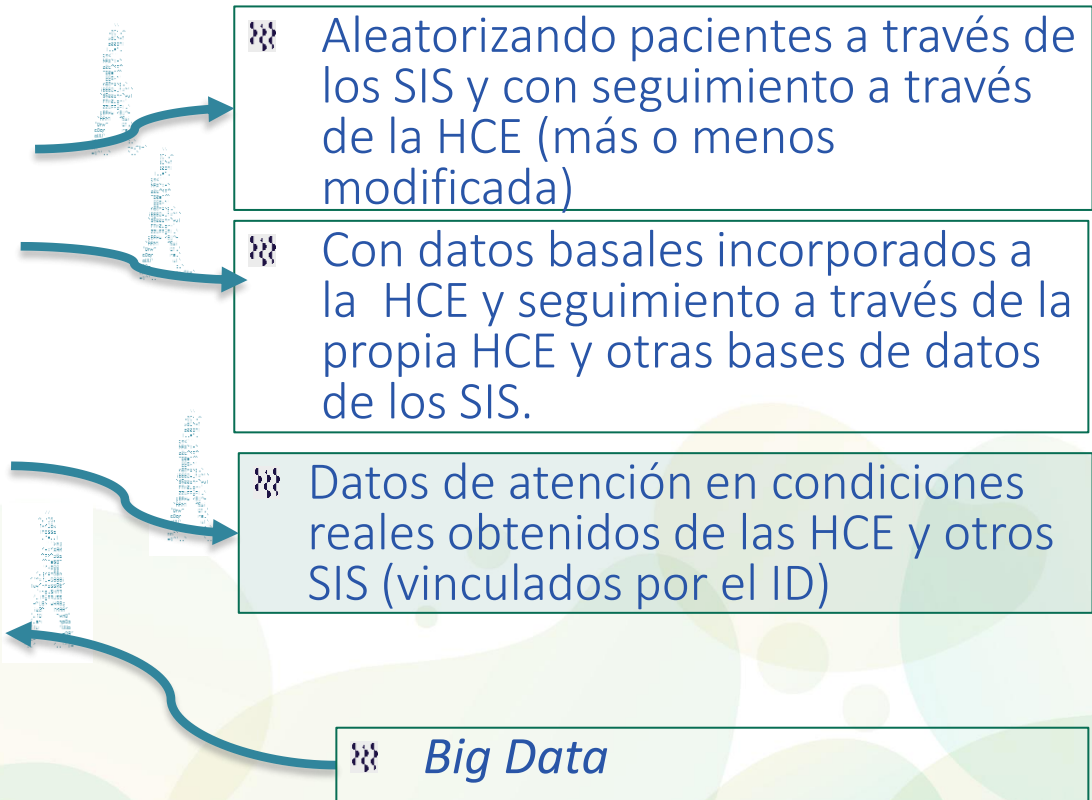 Aleatorizando pacientes a través de
los SIS y con seguimiento a través
de la HCE (más o menos
modificada)
Con datos basales incorporados a
la HCE y seguimiento a través de la
propia HCE y otras bases de datos
de los SIS.
Datos de atención en condiciones
reales obtenidos de las HCE y otros
SIS (vinculados por el ID)
Big Data